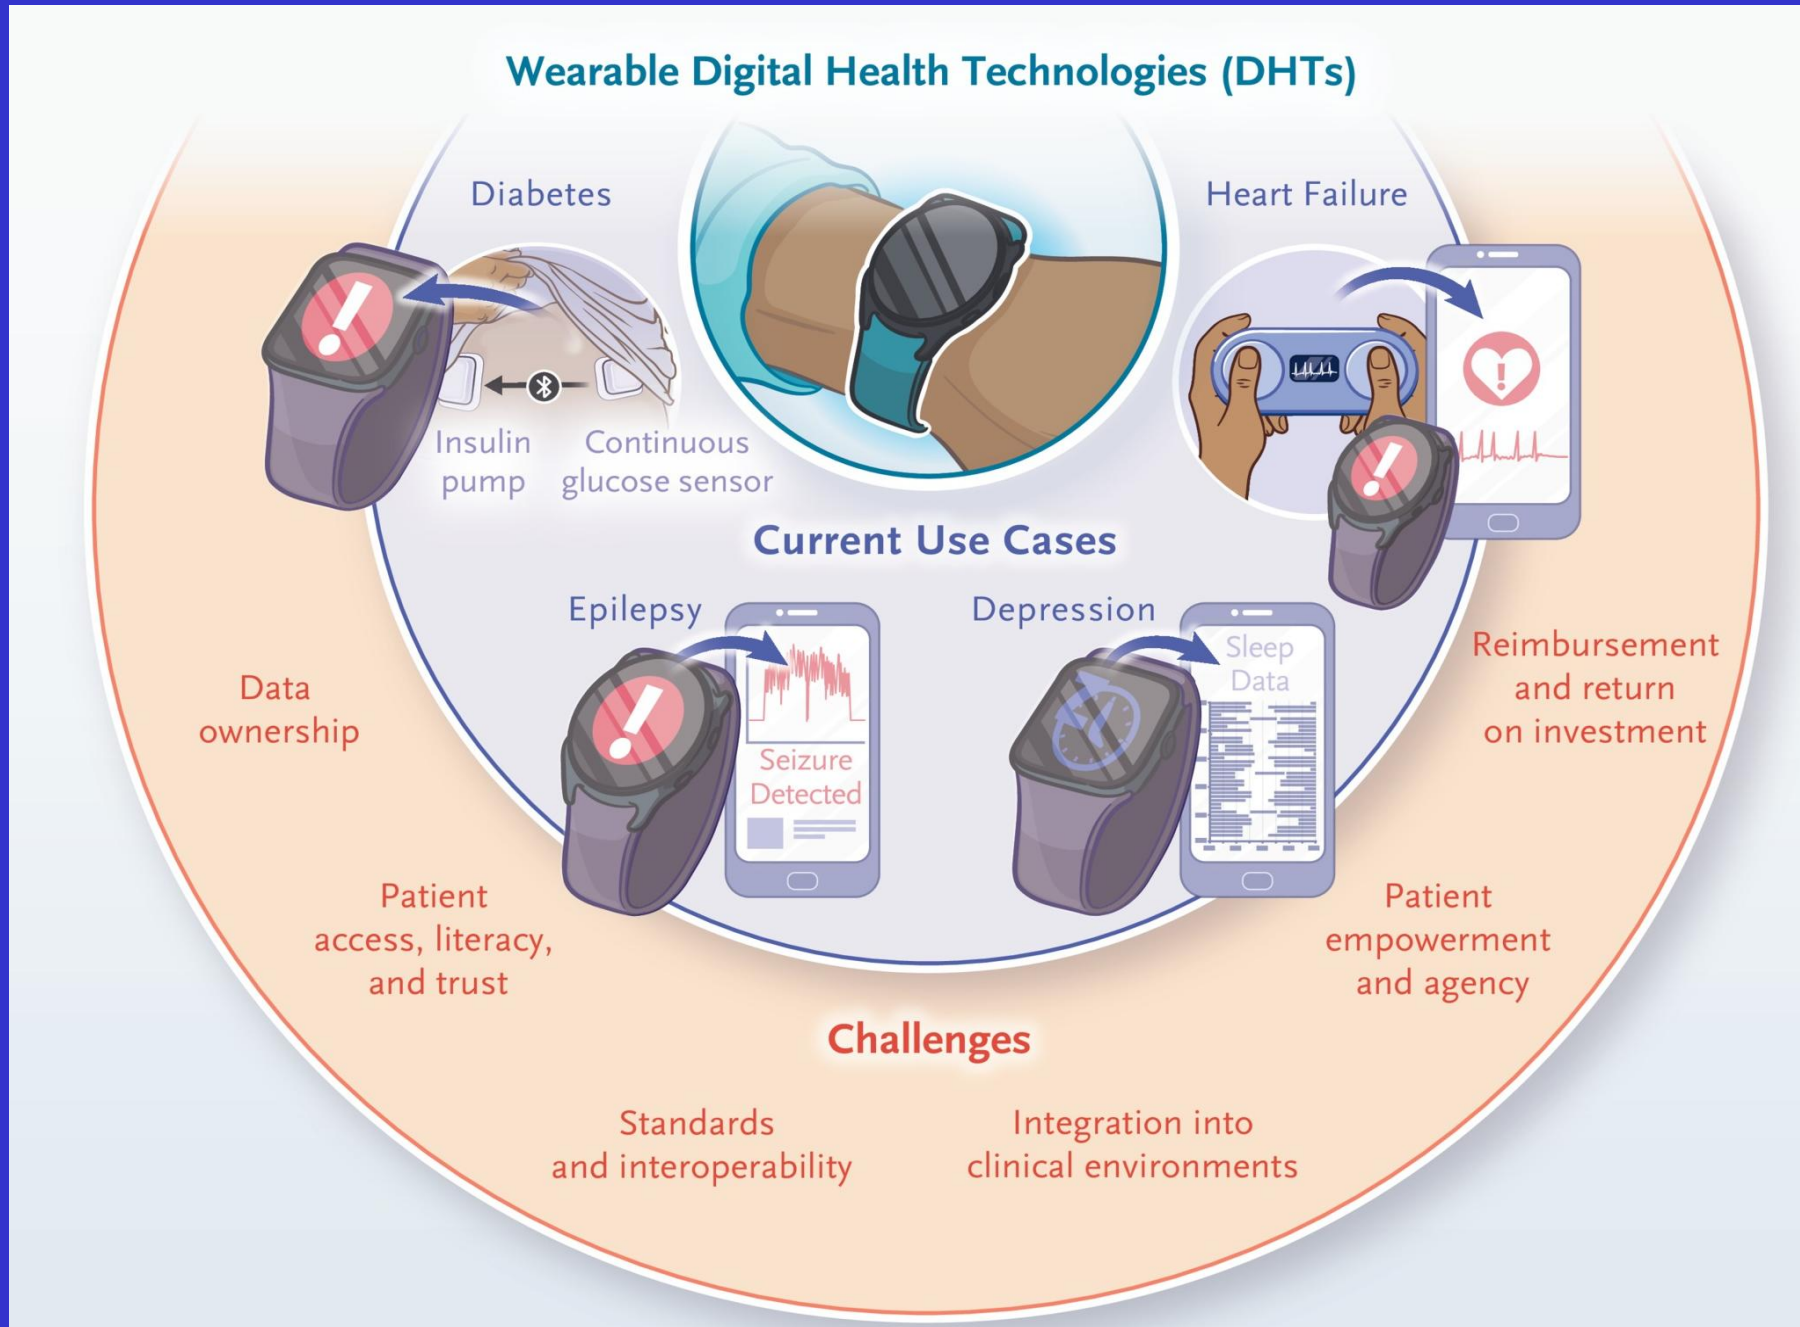 Wearable Digital Health Technologies (DHTs)
Diabetes
Heart Failure
Insulin
pump
Continuous
glucose sensor
Current Use Cases
Epilepsy
Seizure
Detected
Depression
Sleep
Data
Data
ownership
Patient
access, literacy,
and trust
Challenges
Standards
and interoperability
Integration into
clinical environments
Patient
empowerment
and agency
Reimbursement
and return
on investment